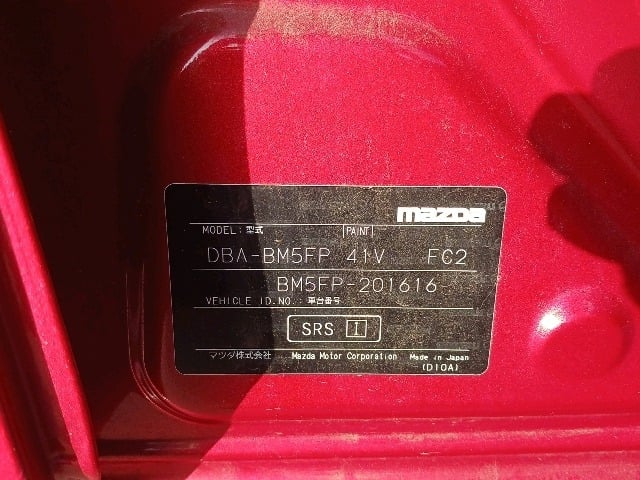 mazda
MODEL: 型式 PAINT
DBA-BM5FP 41V FC2
BM5FP-201616
VEHICLE ID.NO.: 車台番号
SRS I
マツダ株式会社 Mazda Motor Corporation Made in Japan
(D10A)